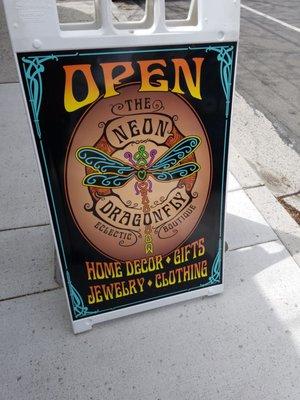 OPEN
THE
NEON
DRAGONFLY
ECLECTIC BOUTIQUE
HOME DECOR • GIFTS
JEWELRY • CLOTHING